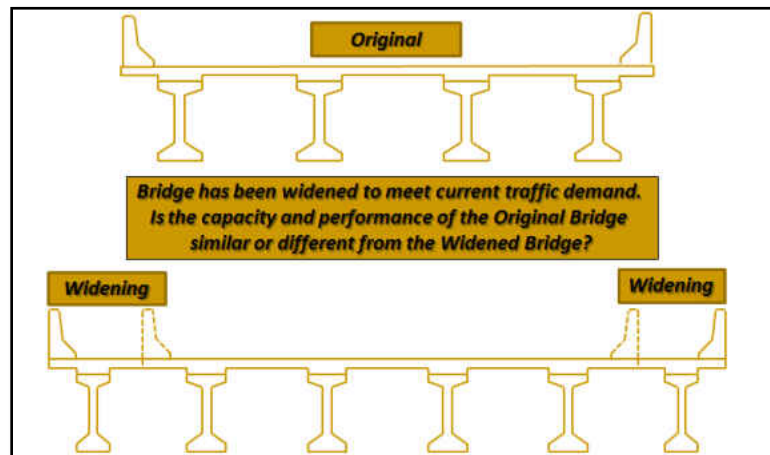 Original
Bridge has been widened to meet current traffic demand.
Is the capacity and performance of the Original Bridge
similar or different from the Widened Bridge?
Widening
Widening